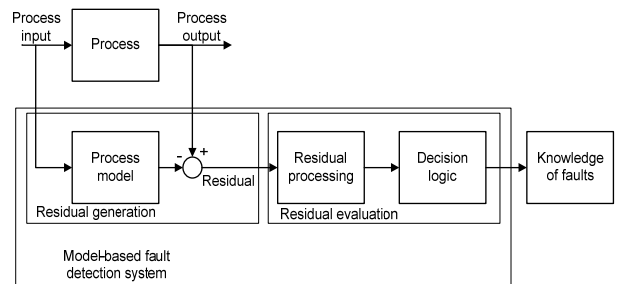 Process
input
Process
Process
output
Process
model
-
+
Residual
Residual generation
Residual
processing
Decision
logic
Residual evaluation
Knowledge
of faults
Model-based fault
detection system